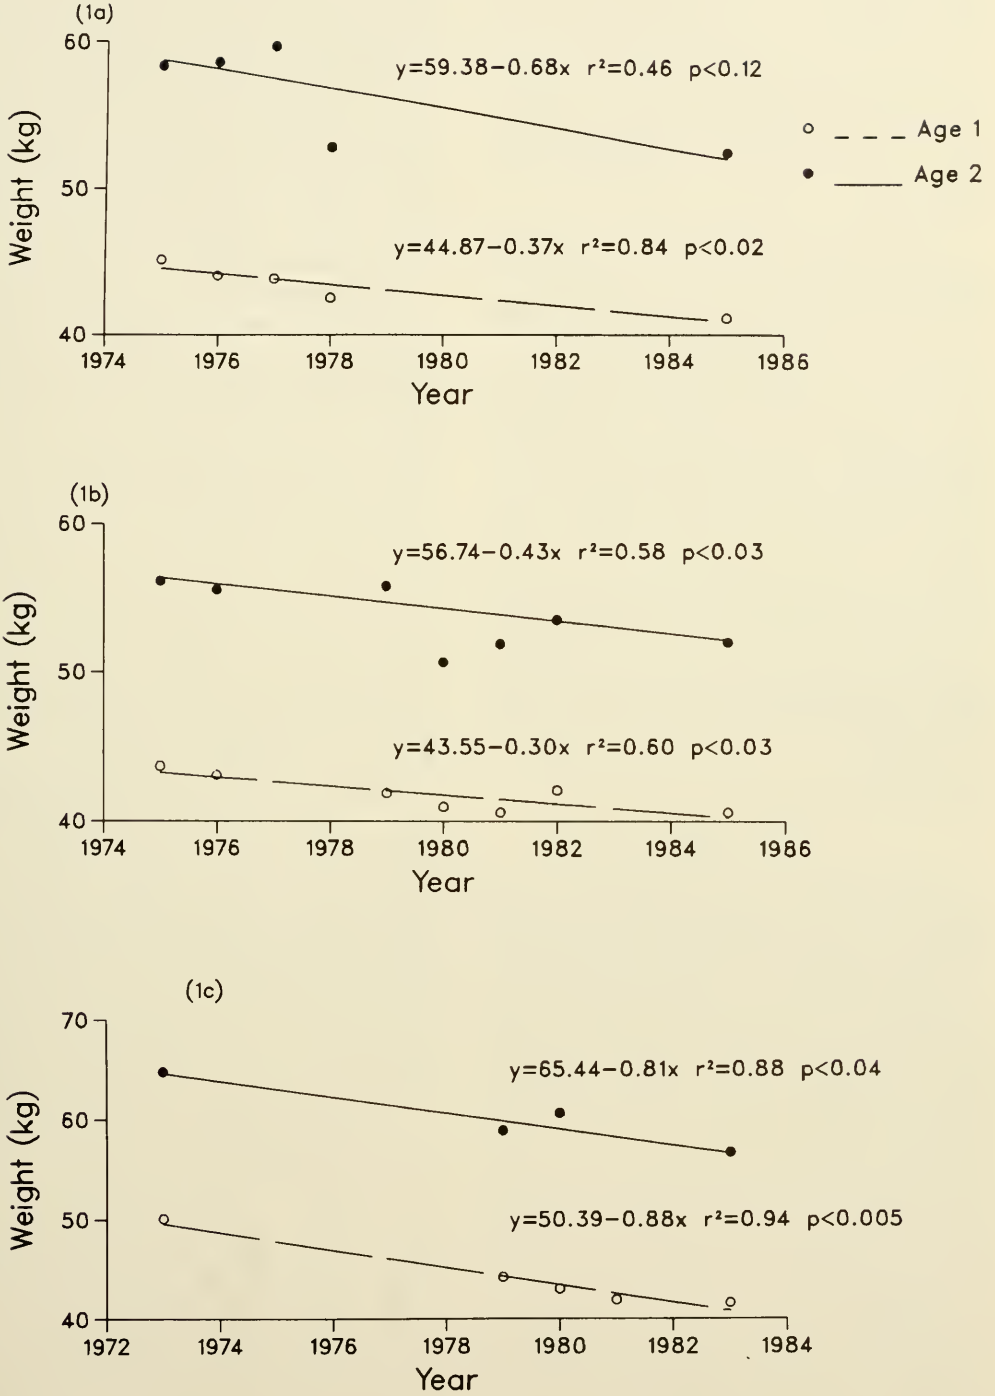 (1a)
60
y=59.38−0.68x r²=0.46 p<0.12
Age 1
Age 2
Weight (kg)
50
y=44.87−0.37x r²=0.84 p<0.02
40
1974 1976 1978 1980 1982 1984 1986
Year
(1b)
60
y=56.74−0.43x r²=0.58 p<0.03
Weight (kg)
50
y=43.55−0.30x r²=0.60 p<0.03
40
1974 1976 1978 1980 1982 1984 1986
Year
(1c)
70
y=65.44−0.81x r²=0.88 p<0.04
60
Weight (kg)
50
y=50.39−0.88x r²=0.94 p<0.005
40
1972 1974 1976 1978 1980 1982 1984
Year